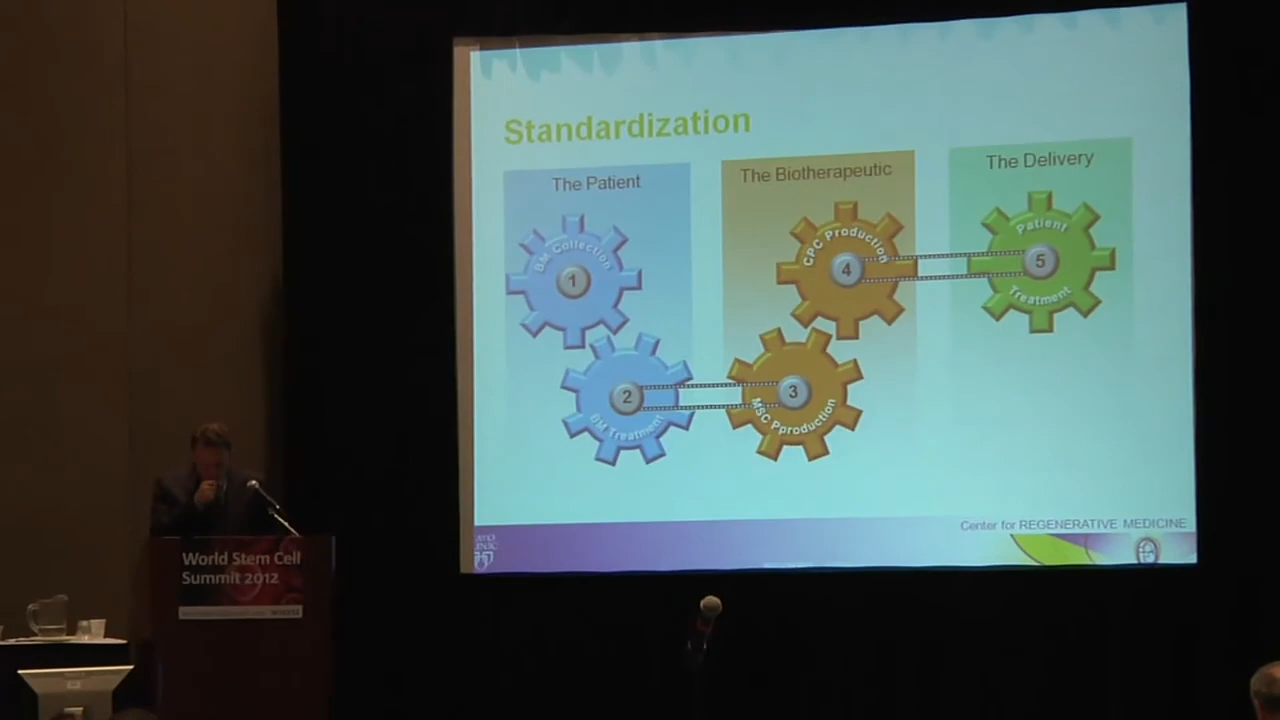 Standardization
The Patient
The Biotherapeutic
The Delivery
BM Collection
1
2
BM Treatment
CPC Production
4
3
MSC Pproduction
Patient
5
Treatment
Center for REGENERATIVE MEDICINE
World Stem Cell
Summit 2012